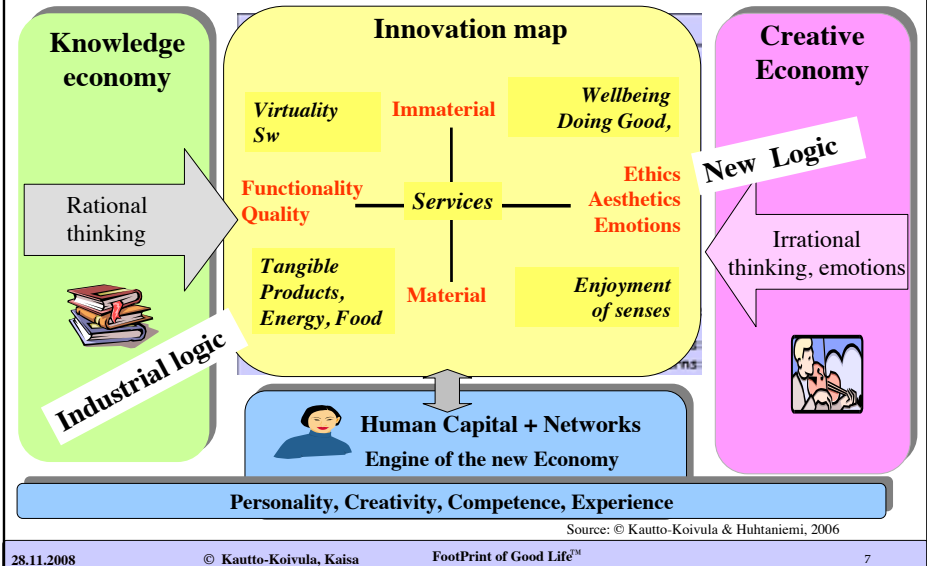 Knowledge
economy
Innovation map
Creative
Economy
Virtuality
Sw
Immaterial
Wellbeing
Doing Good,
New Logic
Rational
thinking
Functionality
Quality
Services
Ethics
Aesthetics
Emotions
Irrational
thinking, emotions
Tangible
Products,
Energy, Food
Material
Enjoyment
of senses
Industrial logic
Human Capital + Networks
Engine of the new Economy
Personality, Creativity, Competence, Experience
Source: © Kautto-Koivula & Huhtaniemi, 2006
28.11.2008 © Kautto-Koivula, Kaisa FootPrint of Good Life™ 7